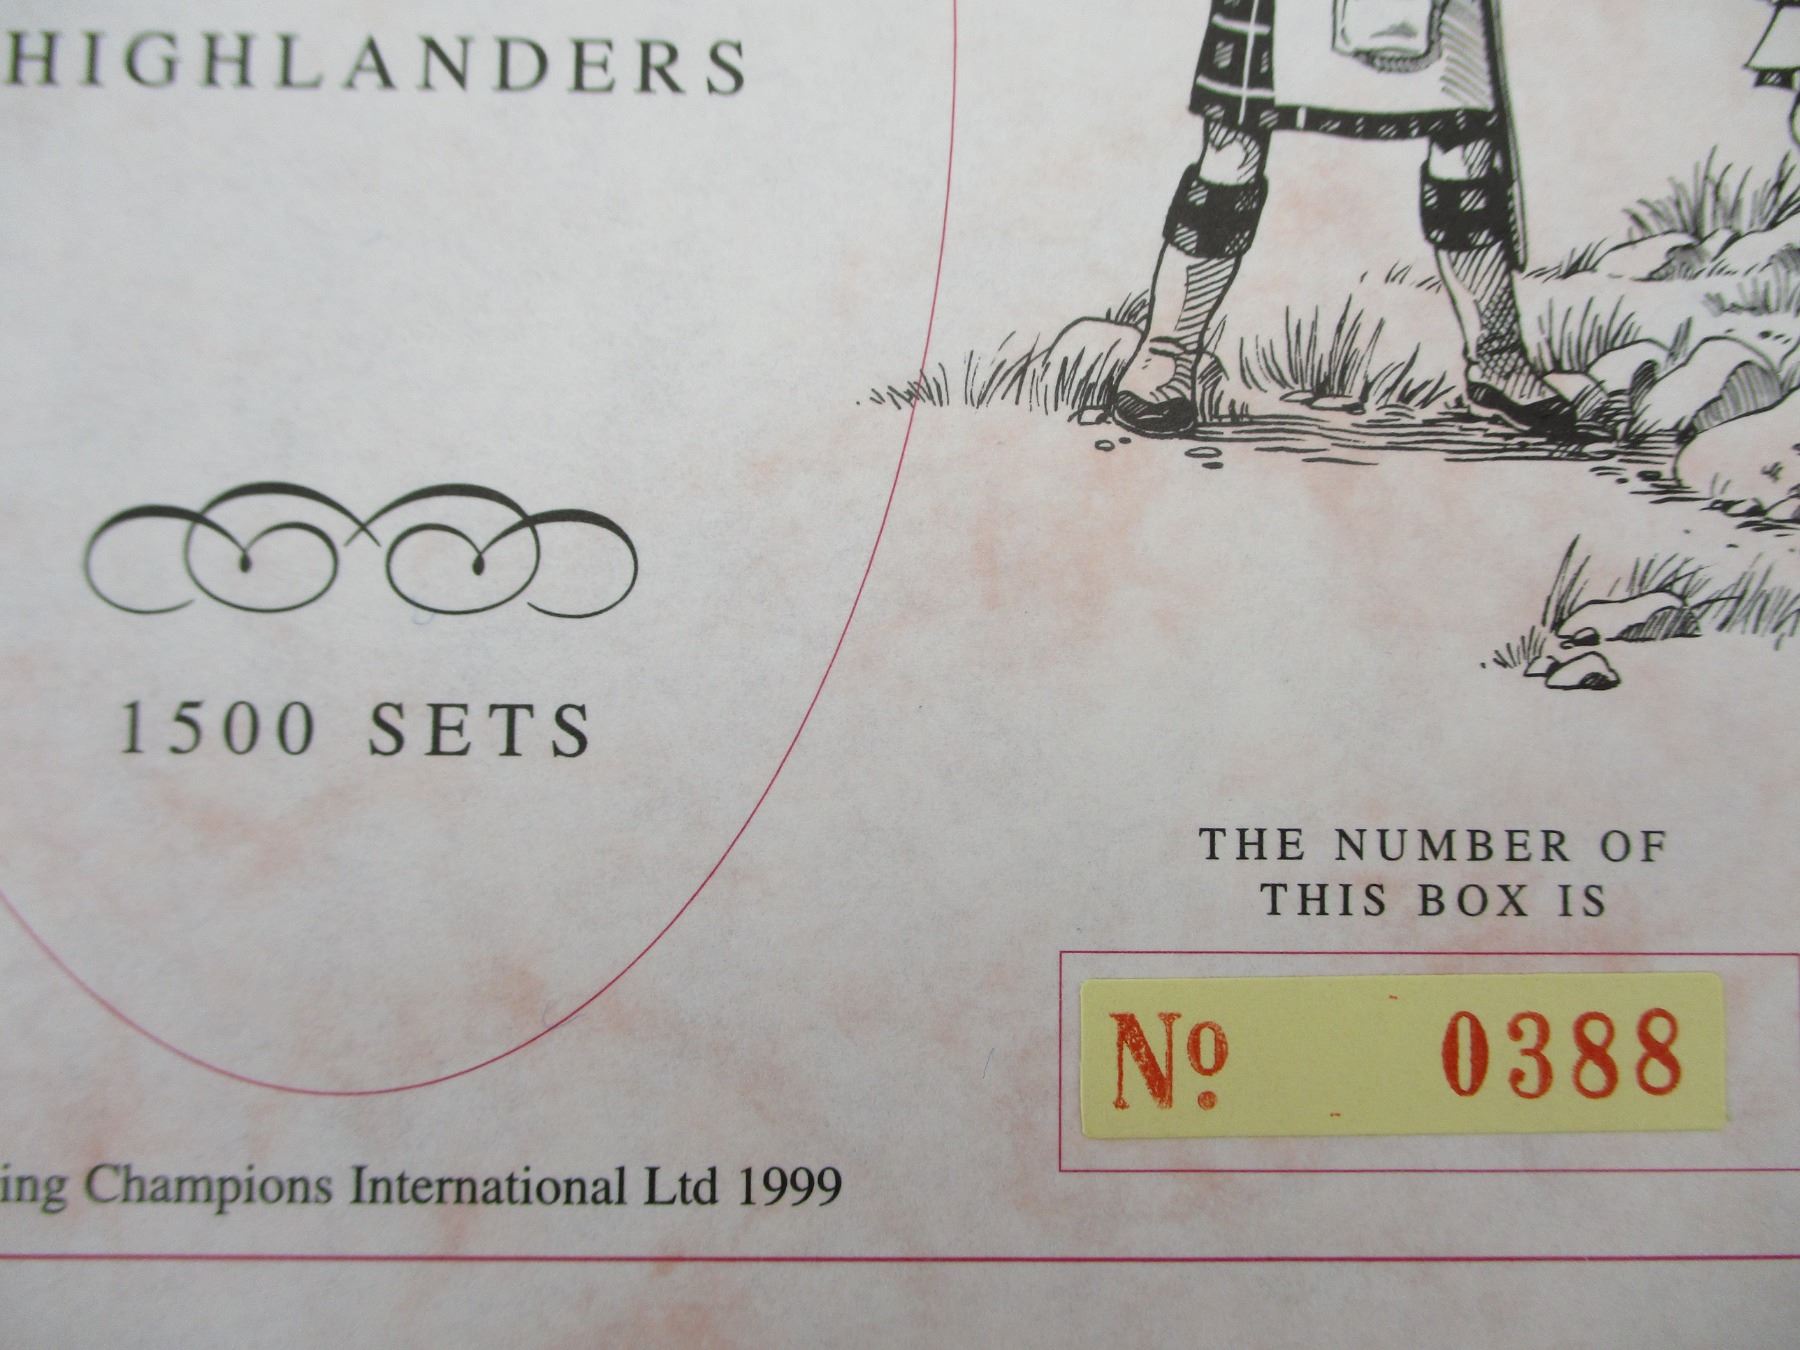 HIGHLANDERS
1500 SETS
THE NUMBER OF
THIS BOX IS
Nº 0388
ing Champions International Ltd 1999